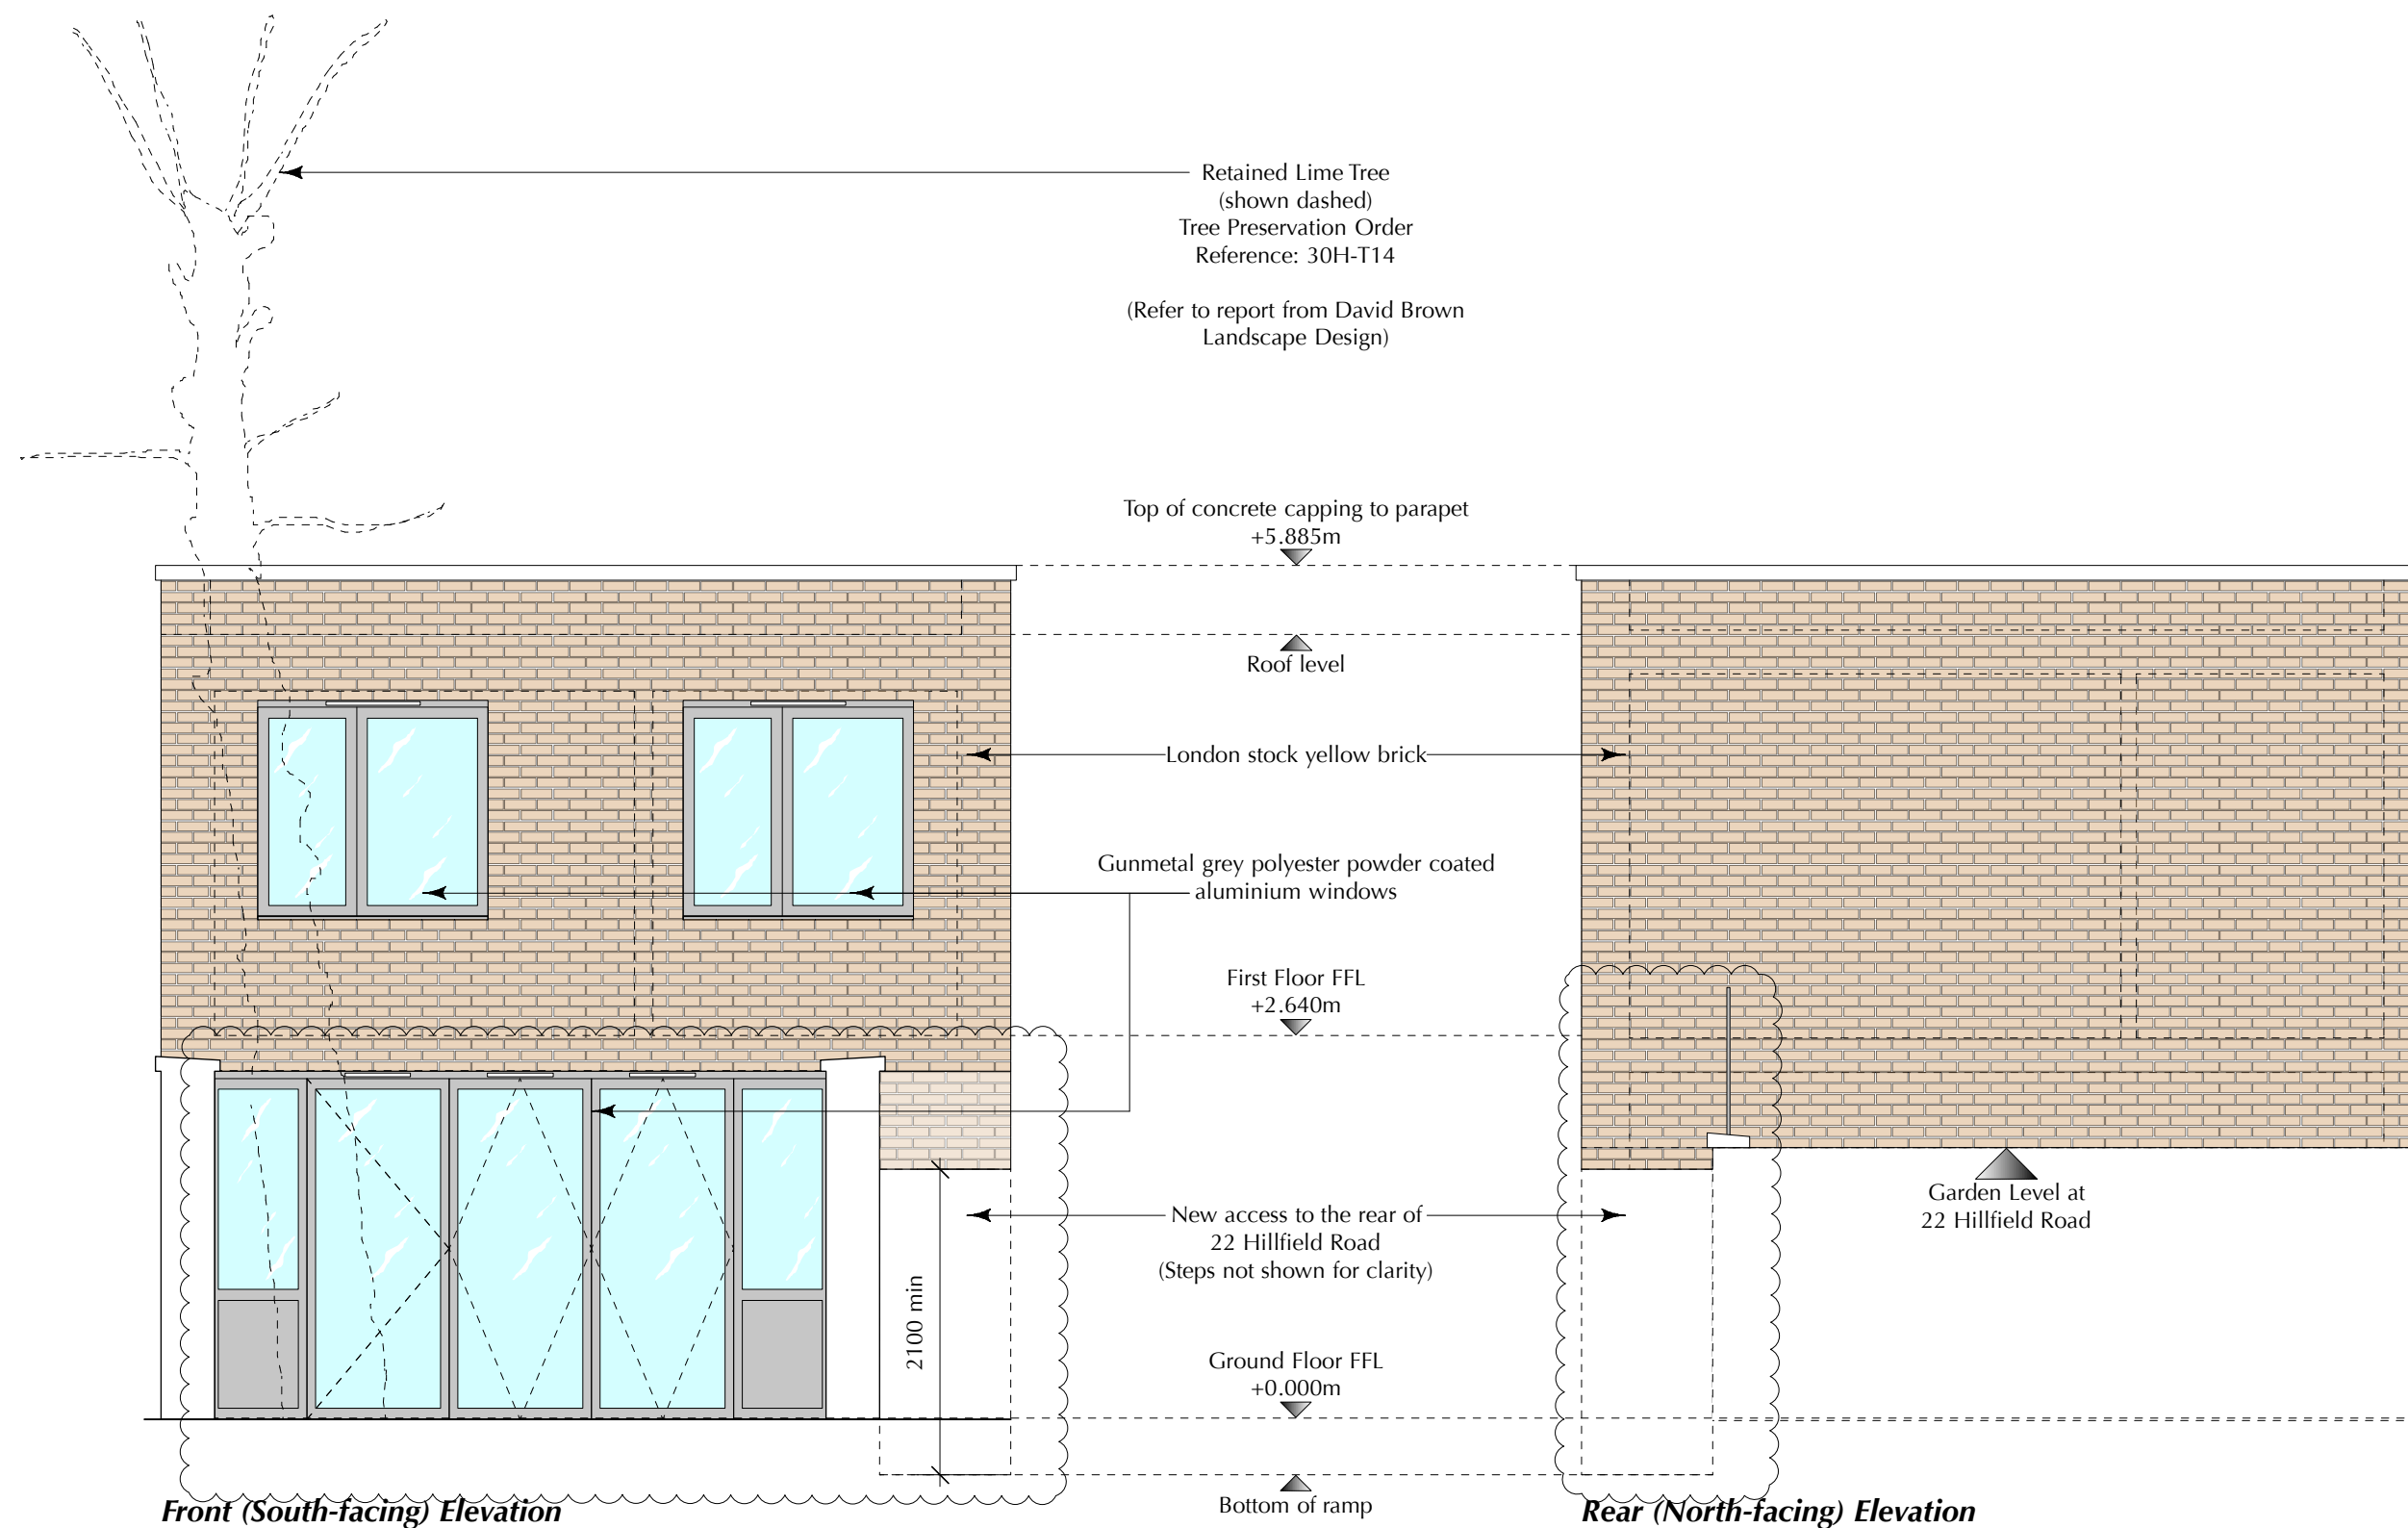 Retained Lime Tree
(shown dashed)
Tree Preservation Order
Reference: 30H-T14
(Refer to report from David Brown
Landscape Design)
Top of concrete capping to parapet
+5.885m
Roof level
London stock yellow brick
Gunmetal grey polyester powder coated
aluminium windows
First Floor FFL
+2.640m
New access to the rear of
22 Hillfield Road
(Steps not shown for clarity)
Garden Level at
22 Hillfield Road
2100 min
Ground Floor FFL
+0.000m
Bottom of ramp
Front (South-facing) Elevation
Rear (North-facing) Elevation